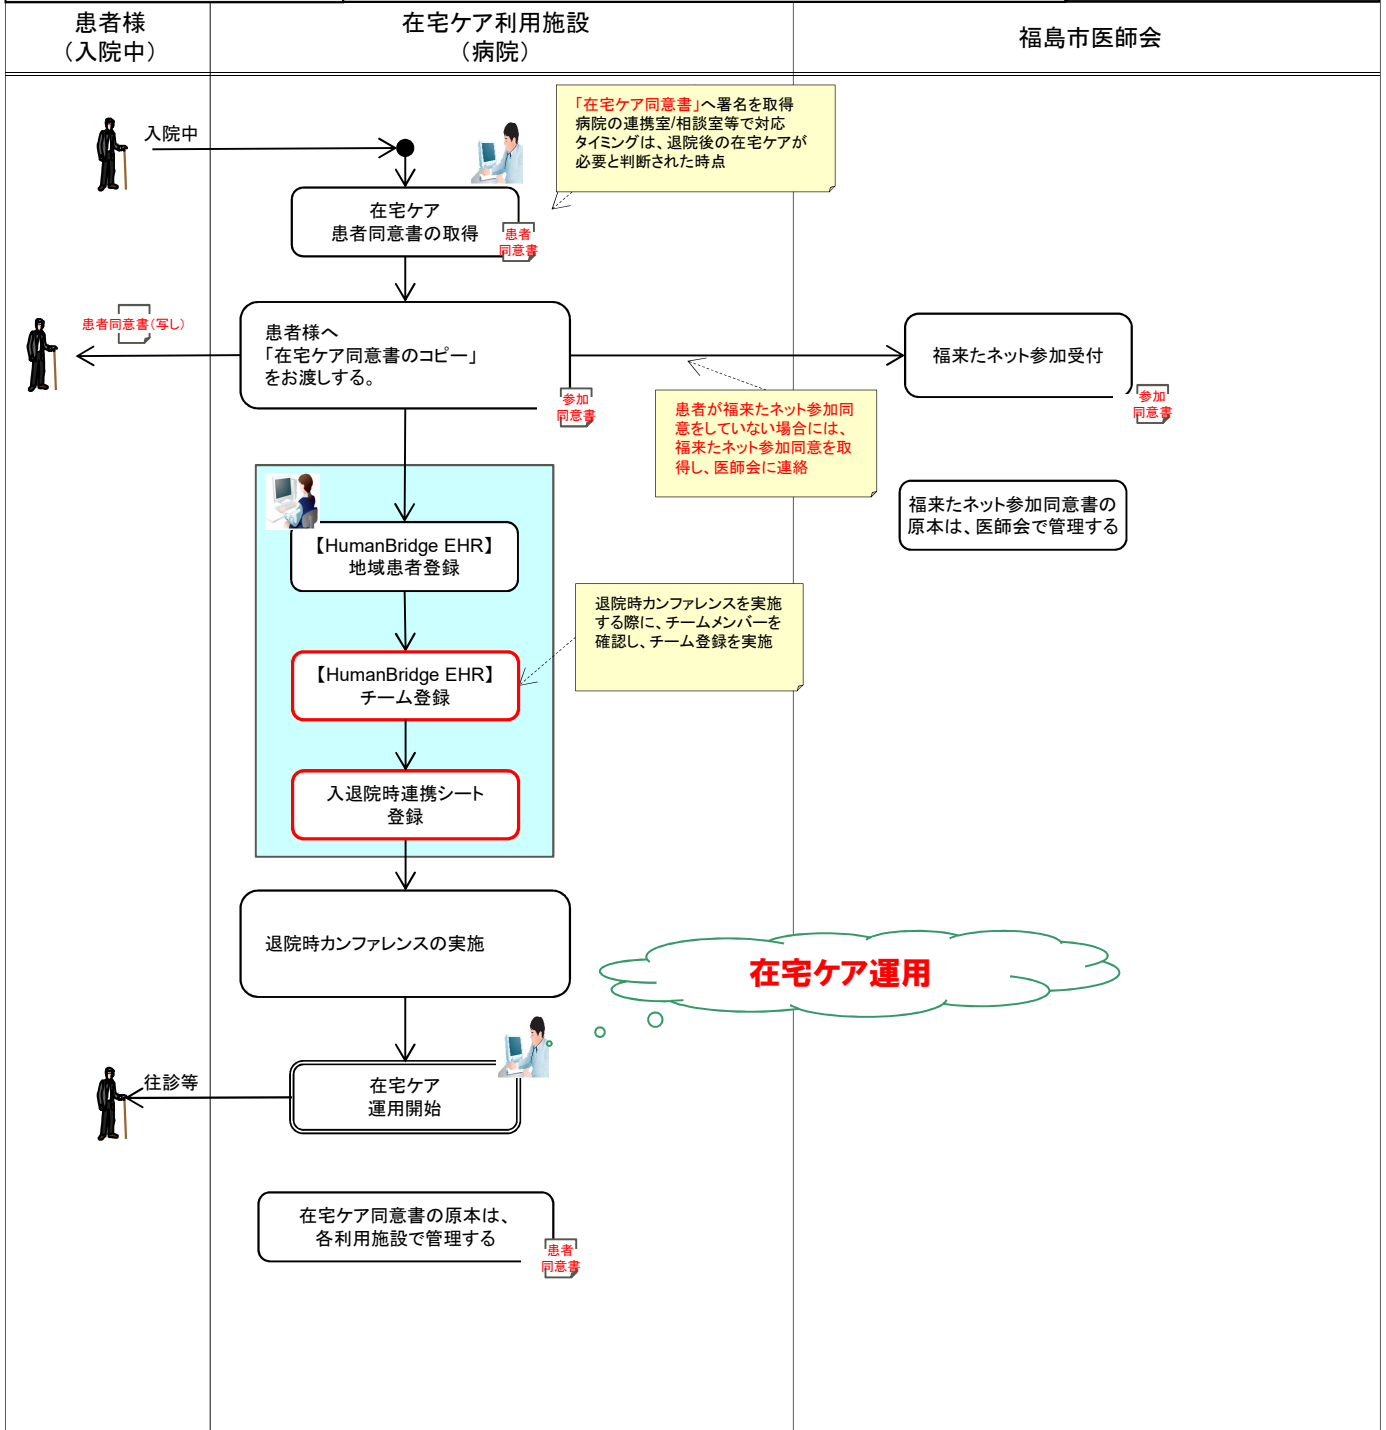 患者様
（入院中）
在宅ケア利用施設
（病院）
福島市医師会
入院中
「在宅ケア同意書」へ署名を取得
病院の連携室/相談室等で対応
タイミングは、退院後の在宅ケアが
必要と判断された時点
在宅ケア
患者同意書の取得
患者
同意書
患者同意書（写し）
患者様へ
「在宅ケア同意書のコピー」
をお渡しする。
参加
同意書
福来たネット参加受付
参加
同意書
患者が福来たネット参加同
意をしていない場合には、
福来たネット参加同意を取
得し、医師会に連絡
福来たネット参加同意書の
原本は、医師会で管理する
【HumanBridge EHR】
地域患者登録
退院時カンファレンスを実施
する際に、チームメンバーを
確認し、チーム登録を実施
【HumanBridge EHR】
チーム登録
入退院時連携シート
登録
退院時カンファレンスの実施
在宅ケア運用
往診等
在宅ケア
運用開始
在宅ケア同意書の原本は、
各利用施設で管理する
患者
同意書